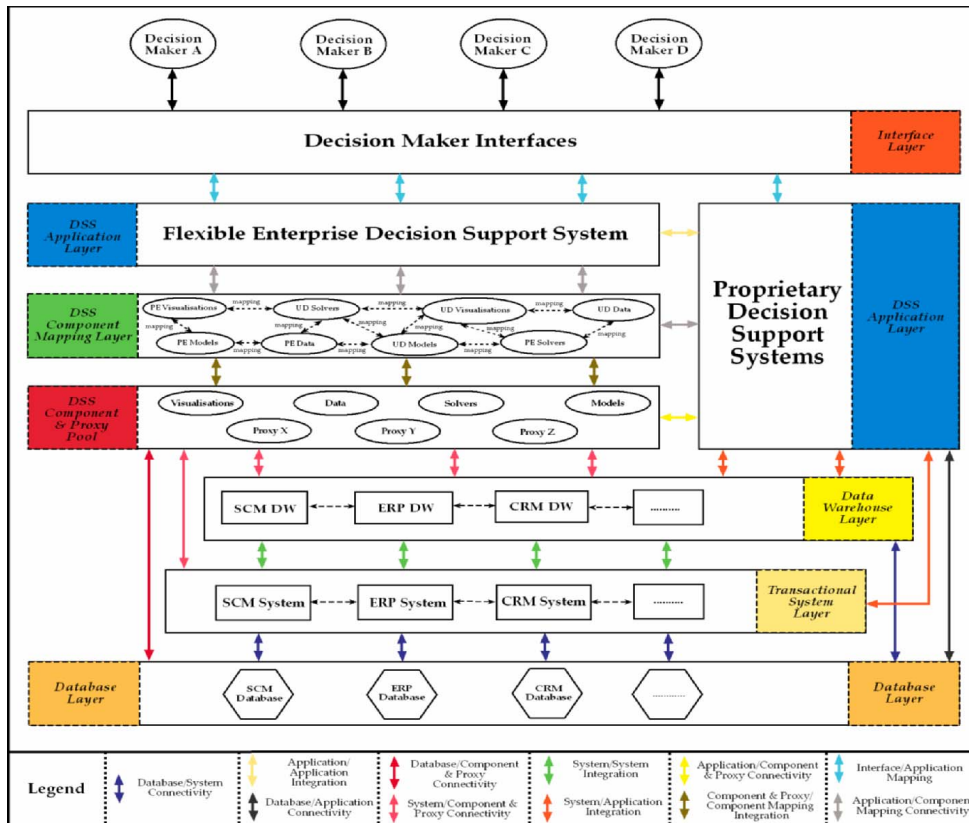 Decision
Maker A
Decision
Maker B
Decision
Maker C
Decision
Maker D
Decision Maker Interfaces
Interface
Layer
DSS
Application
Layer
Flexible Enterprise Decision Support System
Proprietary
Decision
Support
Systems
DSS
Application
Layer
DSS
Component
Mapping Layer
PE Visualisations
mapping
UD Solvers
mapping
UD Visualisations
mapping
UD Data
mapping
mapping
mapping
mapping
mapping
PE Models
mapping
PE Data
mapping
UD Models
mapping
PE Solvers
DSS
Component
& Proxy
Pool
Visualisations
Data
Solvers
Models
Proxy X
Proxy Y
Proxy Z
SCM DW
ERP DW
CRM DW
..........
Data
Warehouse
Layer
SCM System
ERP System
CRM System
..........
Transactional
System
Layer
Database
Layer
SCM
Database
ERP
Database
CRM
Database
............
Database
Layer
Legend
Database/System
Connectivity
Application/
Application
Integration
Database/Application
Connectivity
Database/Component
& Proxy
Connectivity
System/Component &
Proxy Connectivity
System/System
Integration
System/Application
Integration
Application/Component
& Proxy Connectivity
Component & Proxy/
Component Mapping
Integration
Interface/Application
Mapping
Application/Component
Mapping Connectivity